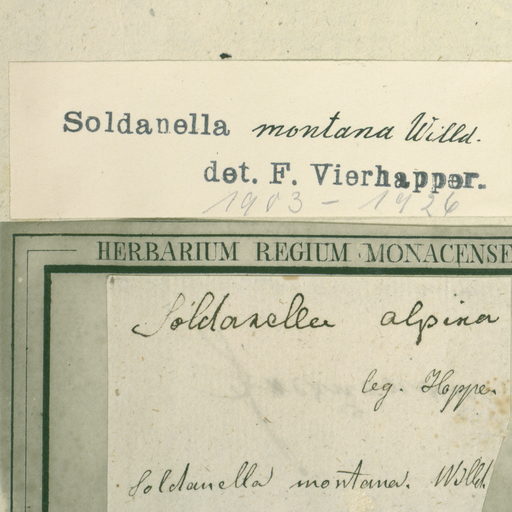 Soldanella montana Willd.
det. F. Vierhapper.
1903 - 1926
HERBARIUM REGIUM MONACENSE
Soldanella alpina
leg. Hoppe.
Soldanella montana. Willd.